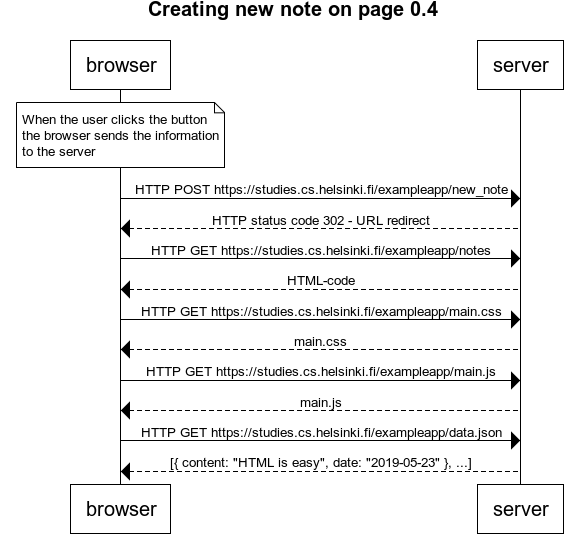 Creating new note on page 0.4
browser server
When the user clicks the button
the browser sends the information
to the server
HTTP POST https://studies.cs.helsinki.fi/exampleapp/new_note
HTTP status code 302 - URL redirect
HTTP GET https://studies.cs.helsinki.fi/exampleapp/notes
HTML-code
HTTP GET https://studies.cs.helsinki.fi/exampleapp/main.css
main.css
HTTP GET https://studies.cs.helsinki.fi/exampleapp/main.js
main.js
HTTP GET https://studies.cs.helsinki.fi/exampleapp/data.json
[{ content: "HTML is easy", date: "2019-05-23" }, ...]
browser server